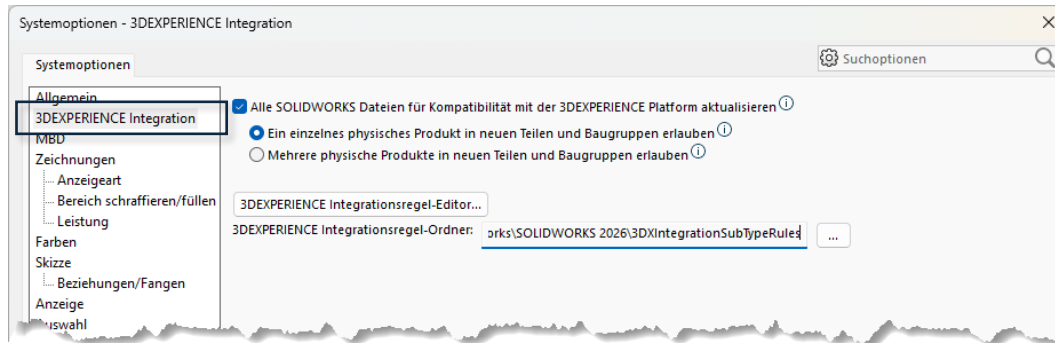 Systemoptionen - 3DEXPERIENCE Integration
Systemoptionen
Suchoptionen
Allgemein
3DEXPERIENCE Integration
MBD
Zeichnungen
Anzeigeart
Bereich schraffieren/füllen
Leistung
Farben
Skizze
Beziehungen/Fangen
Anzeige
Auswahl
Alle SOLIDWORKS Dateien für Kompatibilität mit der 3DEXPERIENCE Platform aktualisieren
Ein einzelnes physisches Produkt in neuen Teilen und Baugruppen erlauben
Mehrere physische Produkte in neuen Teilen und Baugruppen erlauben
3DEXPERIENCE Integrationsregel-Editor...
3DEXPERIENCE Integrationsregel-Ordner: orks\SOLIDWORKS 2026\3DXIntegrationSubTypeRules ...